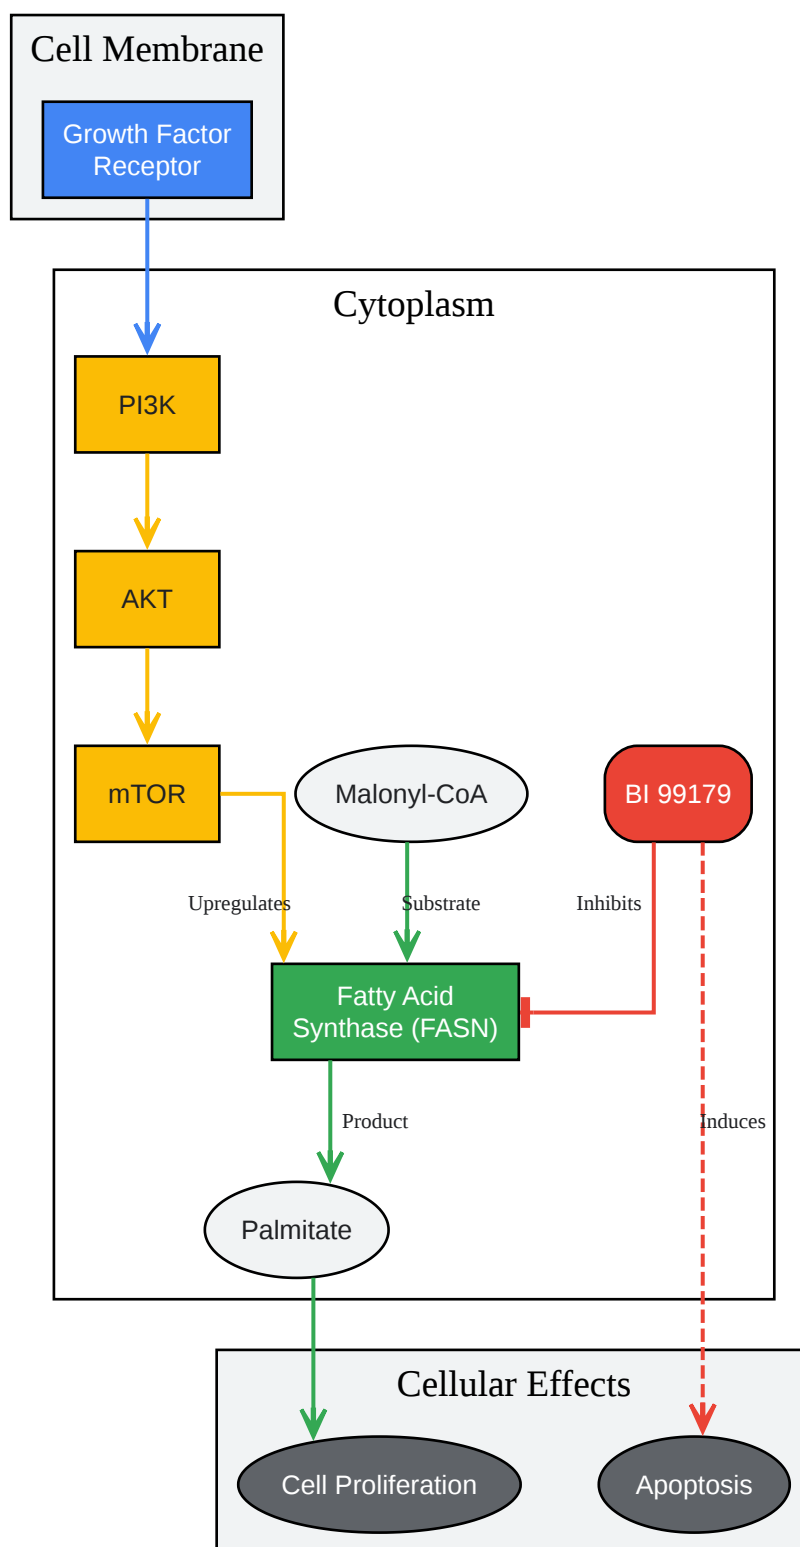 Cell Membrane
Growth Factor
Receptor
Cytoplasm
PI3K
AKT
mTOR
Malonyl-CoA
BI 99179
Upregulates
Substrate
Inhibits
Fatty Acid
Synthase (FASN)
Product
Induces
Palmitate
Cellular Effects
Cell Proliferation
Apoptosis